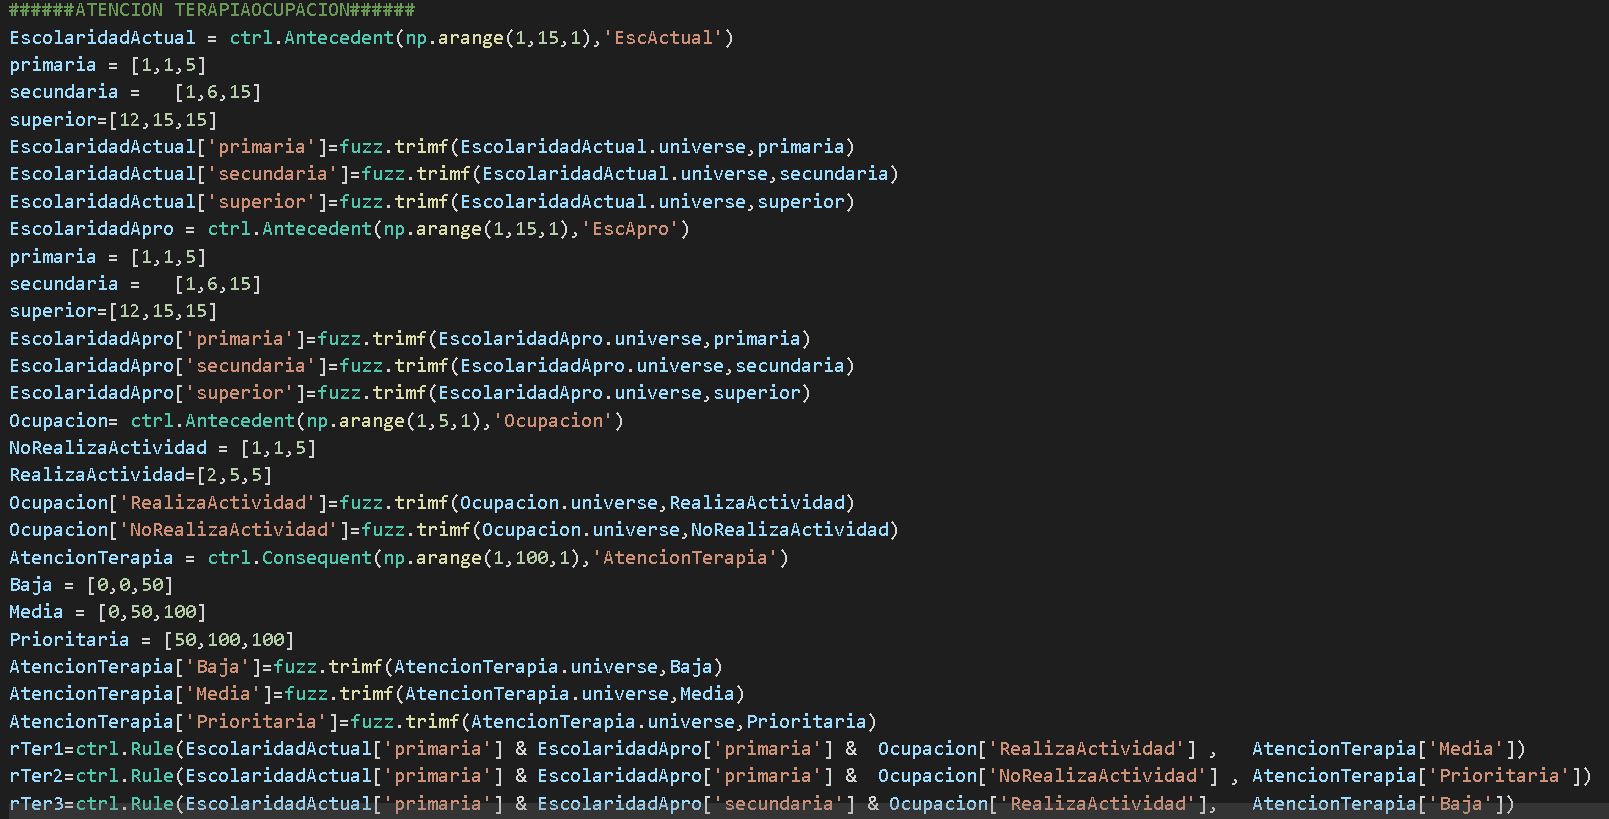 ######ATENCION TERAPIAOCUPACION######
EscolaridadActual = ctrl.Antecedent(np.arange(1,15,1),'EscActual')
primaria = [1,1,5]
secundaria =   [1,6,15]
superior=[12,15,15]
EscolaridadActual['primaria']=fuzz.trimf(EscolaridadActual.universe,primaria)
EscolaridadActual['secundaria']=fuzz.trimf(EscolaridadActual.universe,secundaria)
EscolaridadActual['superior']=fuzz.trimf(EscolaridadActual.universe,superior)
EscolaridadApro = ctrl.Antecedent(np.arange(1,15,1),'EscApro')
primaria = [1,1,5]
secundaria =   [1,6,15]
superior=[12,15,15]
EscolaridadApro['primaria']=fuzz.trimf(EscolaridadApro.universe,primaria)
EscolaridadApro['secundaria']=fuzz.trimf(EscolaridadApro.universe,secundaria)
EscolaridadApro['superior']=fuzz.trimf(EscolaridadApro.universe,superior)
Ocupacion= ctrl.Antecedent(np.arange(1,5,1),'Ocupacion')
NoRealizaActividad = [1,1,5]
RealizaActividad=[2,5,5]
Ocupacion['RealizaActividad']=fuzz.trimf(Ocupacion.universe,RealizaActividad)
Ocupacion['NoRealizaActividad']=fuzz.trimf(Ocupacion.universe,NoRealizaActividad)
AtencionTerapia = ctrl.Consequent(np.arange(1,100,1),'AtencionTerapia')
Baja = [0,0,50]
Media = [0,50,100]
Prioritaria = [50,100,100]
AtencionTerapia['Baja']=fuzz.trimf(AtencionTerapia.universe,Baja)
AtencionTerapia['Media']=fuzz.trimf(AtencionTerapia.universe,Media)
AtencionTerapia['Prioritaria']=fuzz.trimf(AtencionTerapia.universe,Prioritaria)
rTer1=ctrl.Rule(EscolaridadActual['primaria'] & EscolaridadApro['primaria'] &  Ocupacion['RealizaActividad'] ,   AtencionTerapia['Media'])
rTer2=ctrl.Rule(EscolaridadActual['primaria'] & EscolaridadApro['primaria'] &  Ocupacion['NoRealizaActividad'] , AtencionTerapia['Prioritaria'])
rTer3=ctrl.Rule(EscolaridadActual['primaria'] & EscolaridadApro['secundaria'] & Ocupacion['RealizaActividad'],   AtencionTerapia['Baja'])